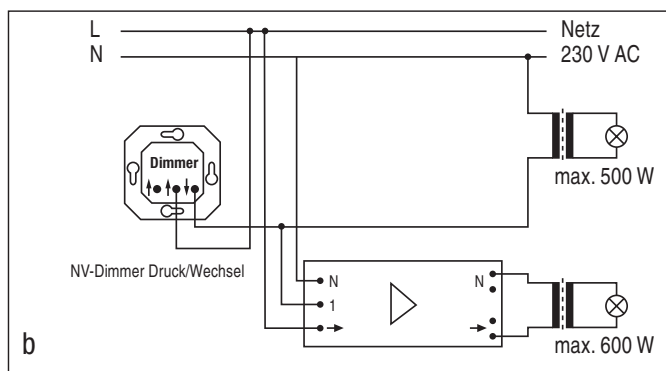 L
Netz
N
230 V AC
Dimmer
max. 500 W
NV-Dimmer Druck/Wechsel
N
N
1
max. 600 W
b